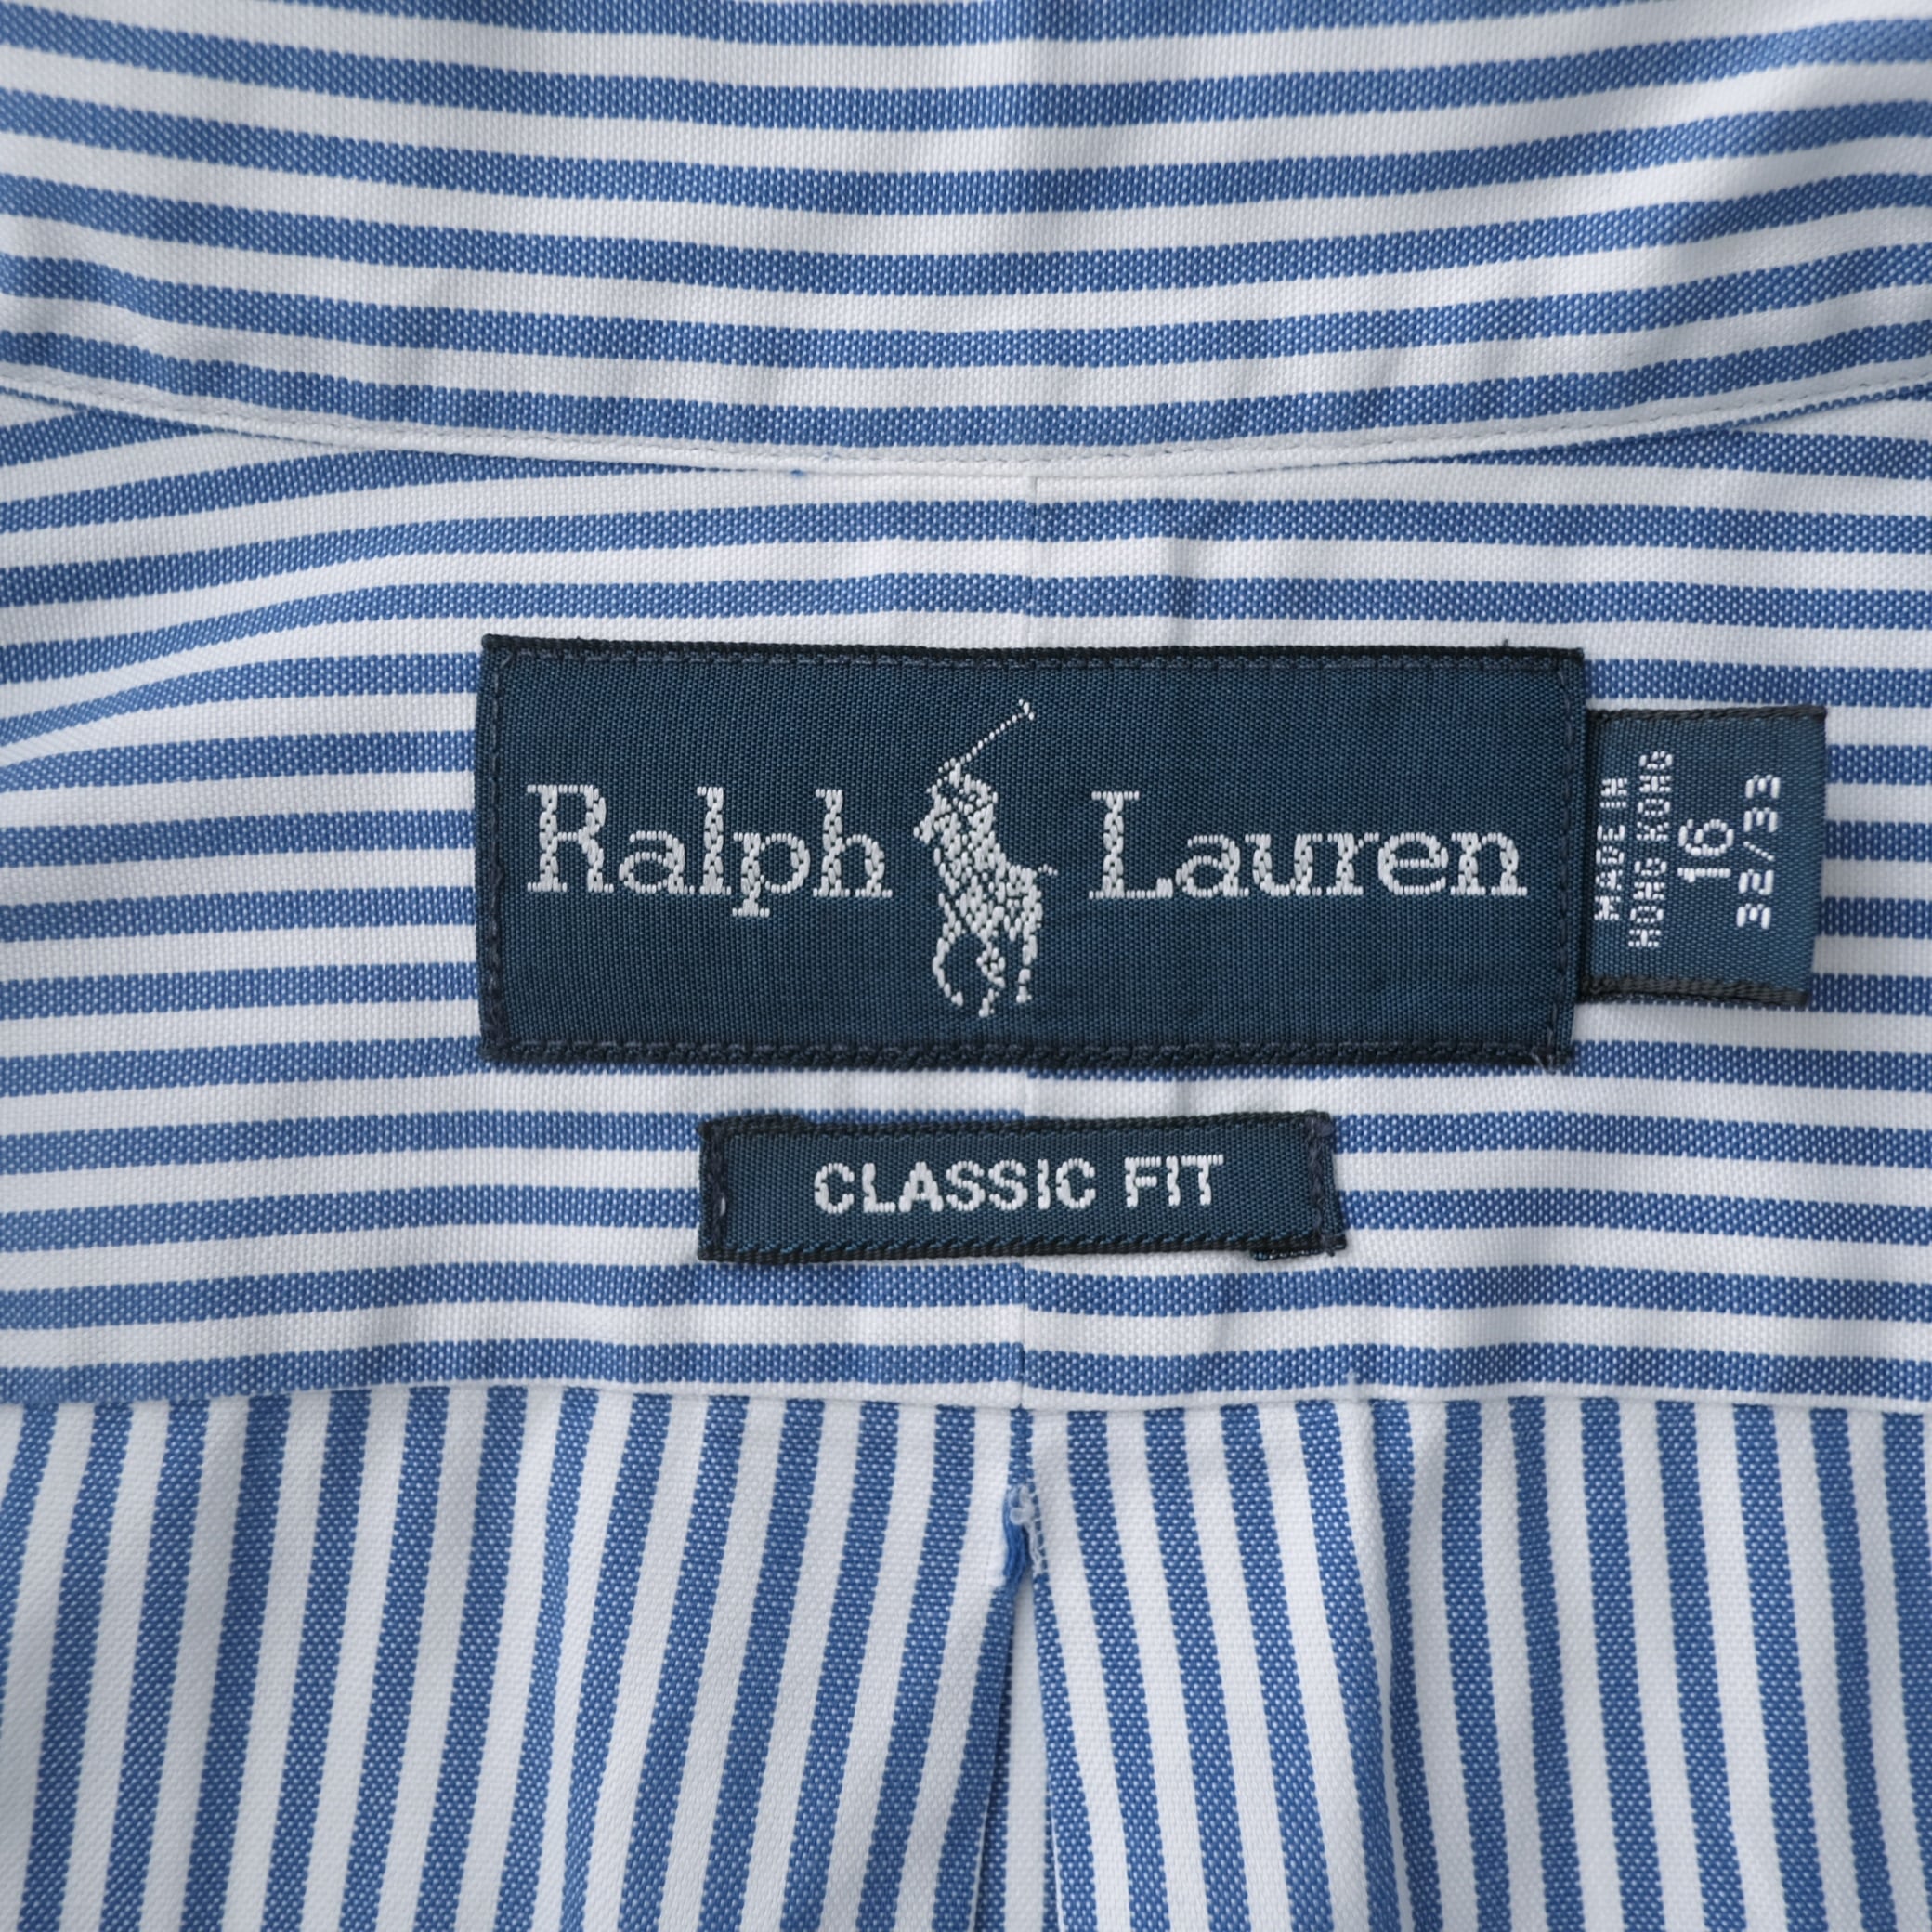 Ralph Lauren
MADE IN
HONG KONG
16
32/33
CLASSIC FIT